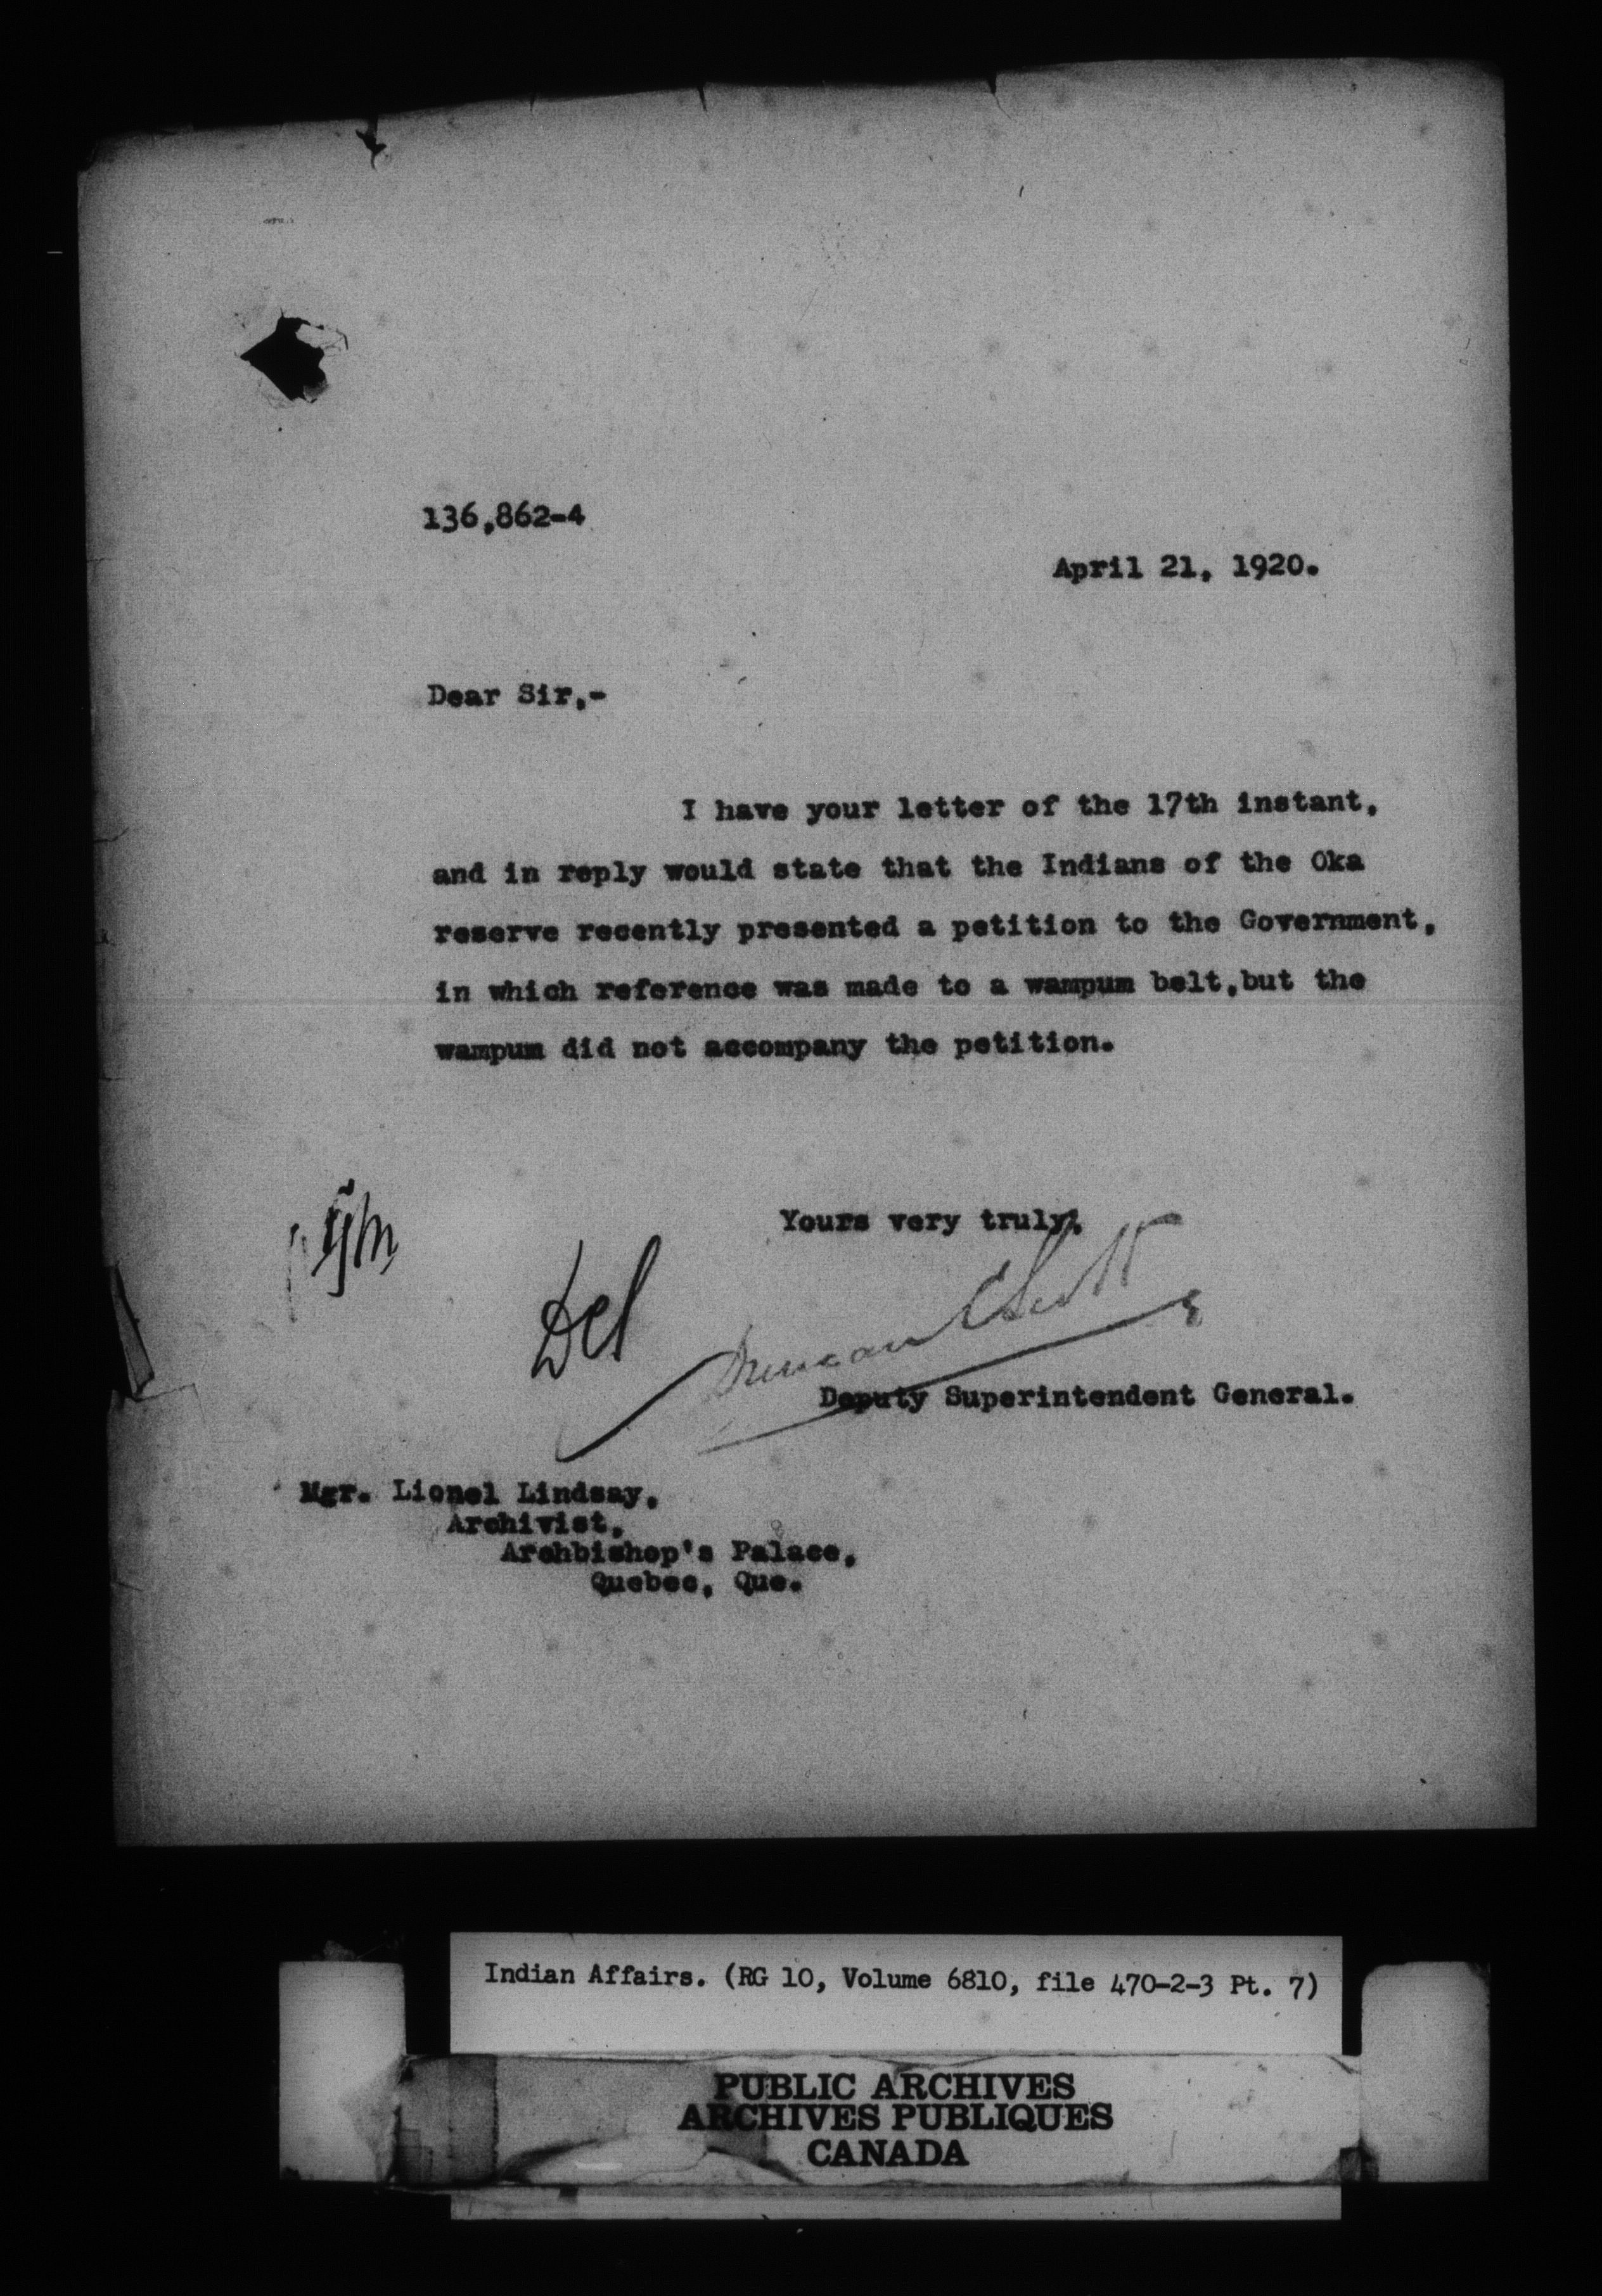 136,862-4
April 21, 1920.
Dear Sir,-
I have your letter of the 17th instant,
and in reply would state that the Indians of the Oka
reserve recently presented a petition to the Government,
in which reference was made to a wampum belt,but the
wampum did not accompany the petition.
Yours very truly,
Duncan C Scott
Deputy Superintendent General.
Mgr. Lionel Lindsay,
Archivist,
Archbishop's Palace,
Quebec, Que.
Indian Affairs. (RG 10, Volume 6810, file 470-2-3 Pt. 7)
PUBLIC ARCHIVES
ARCHIVES PUBLIQUES
CANADA